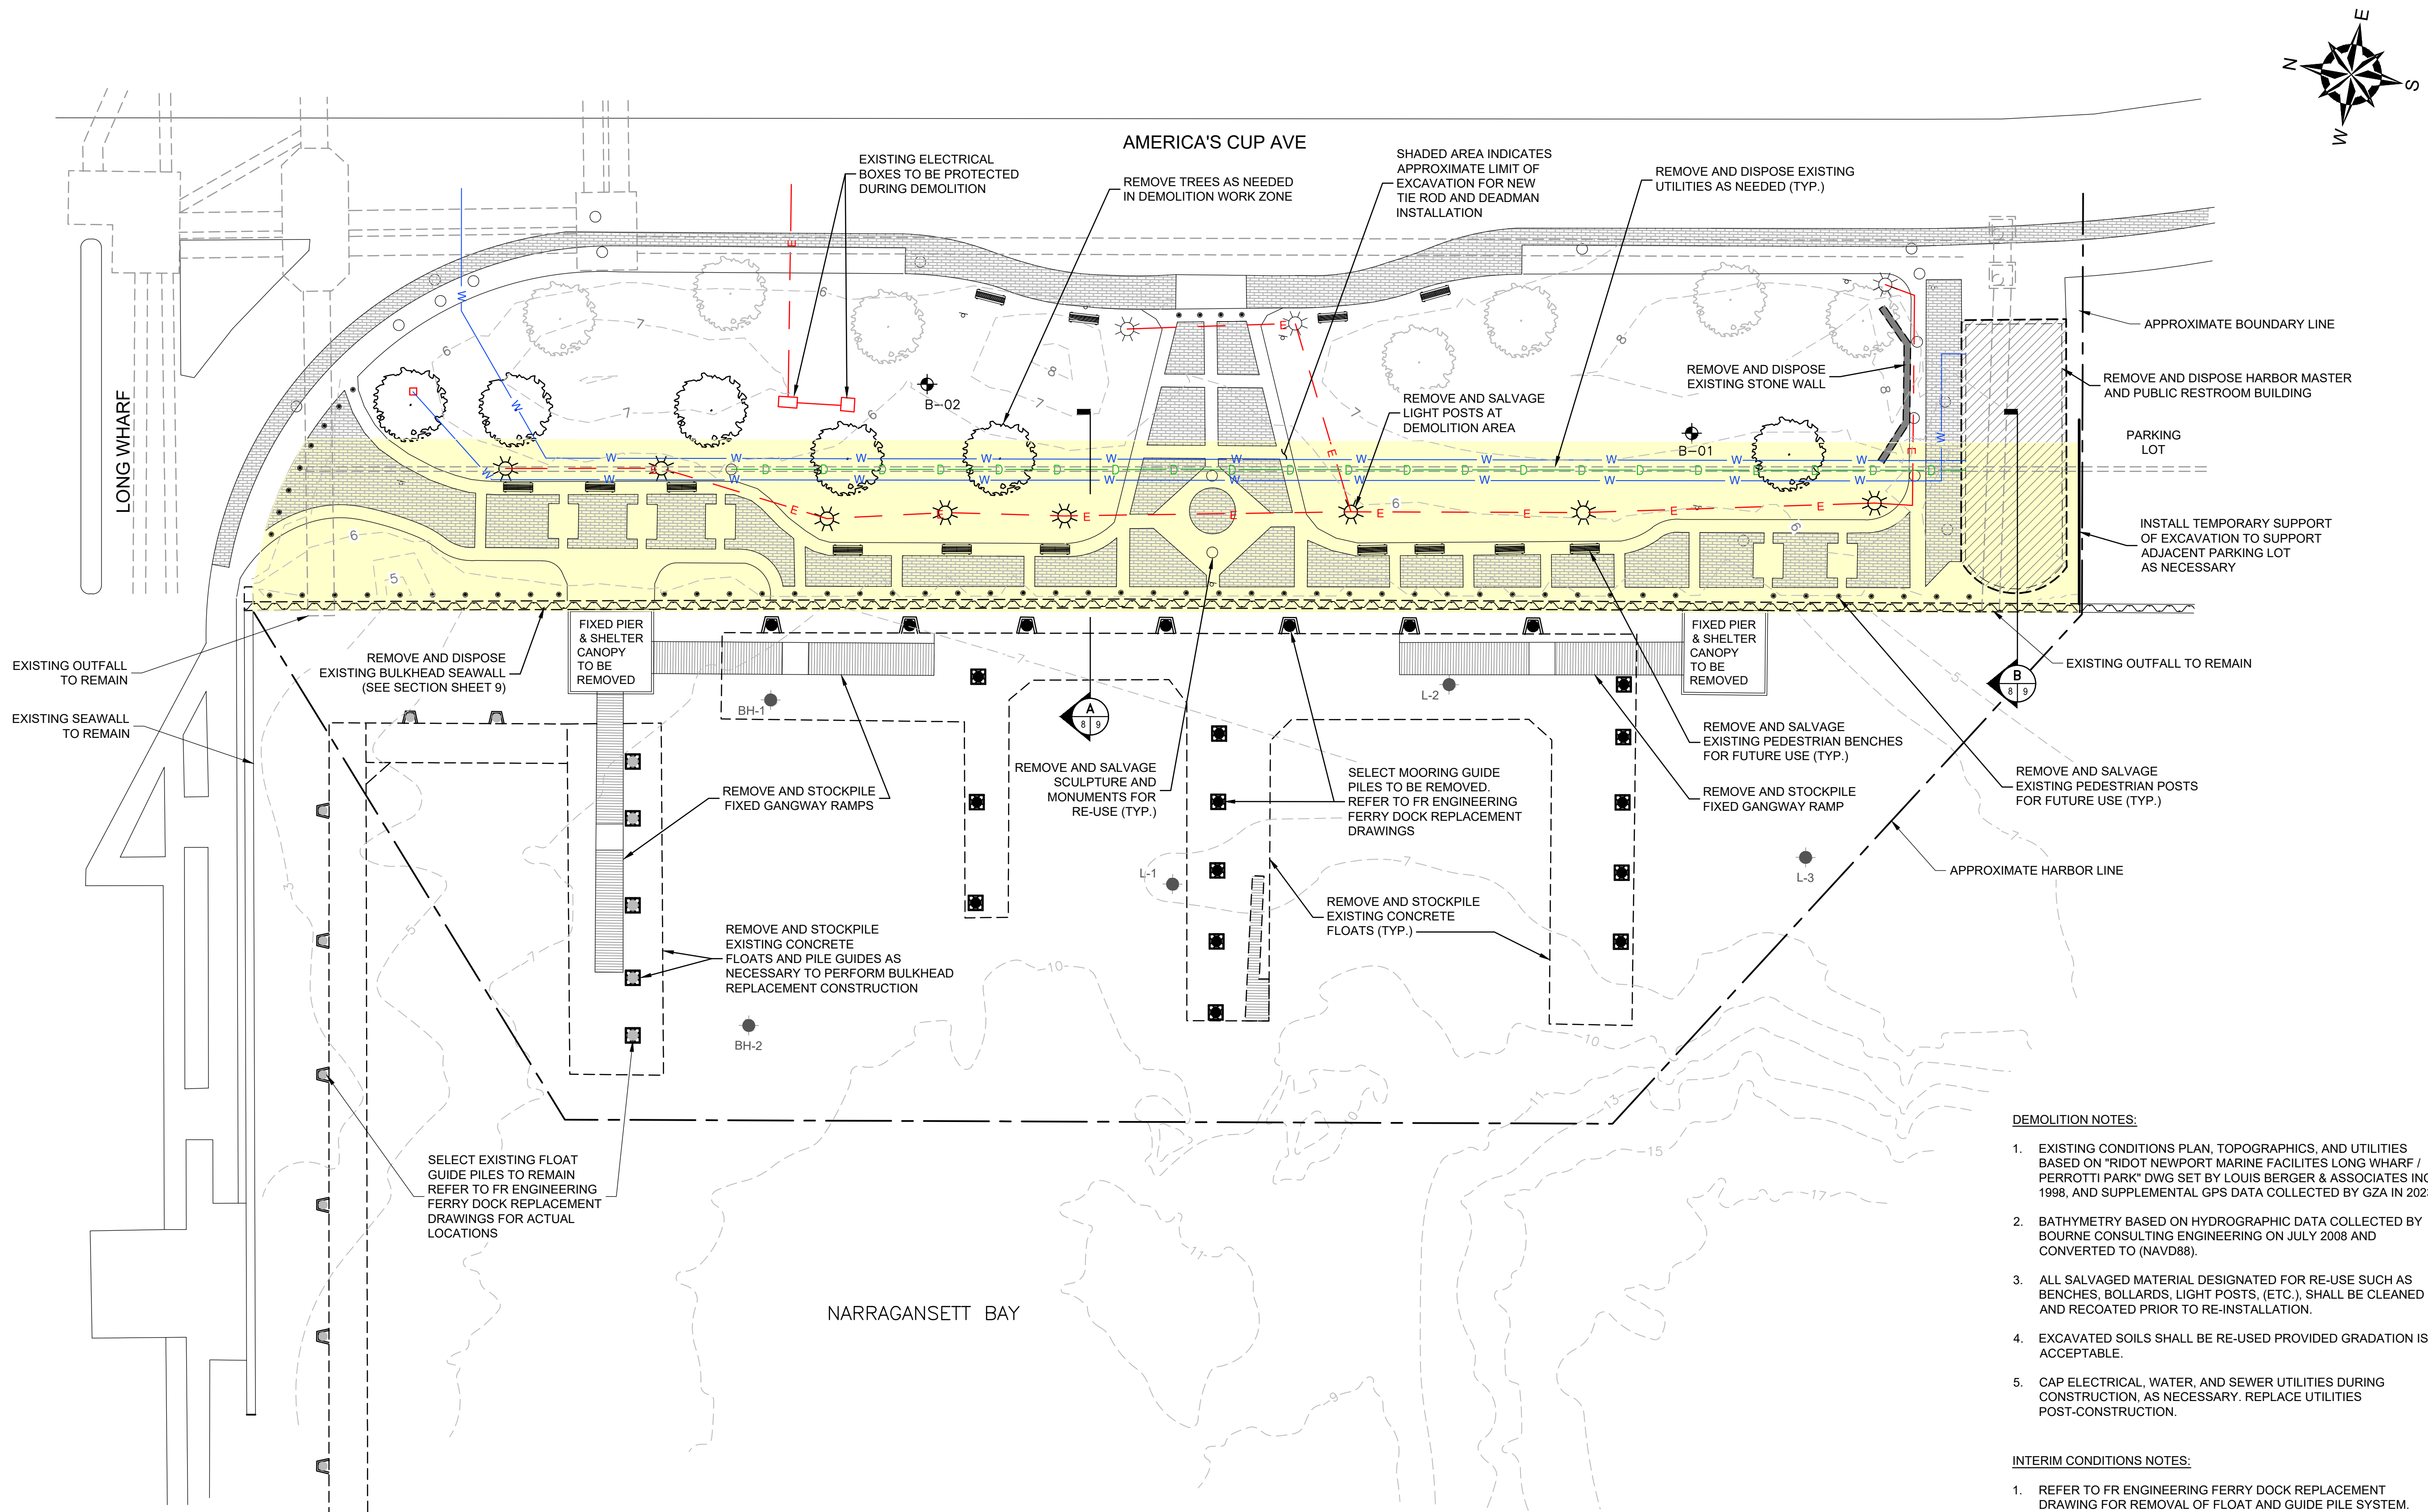 E
N
S
W
AMERICA'S CUP AVE
EXISTING ELECTRICAL
BOXES TO BE PROTECTED
DURING DEMOLITION
REMOVE TREES AS NEEDED
IN DEMOLITION WORK ZONE
SHADED AREA INDICATES
APPROXIMATE LIMIT OF
EXCAVATION FOR NEW
TIE ROD AND DEADMAN
INSTALLATION
REMOVE AND DISPOSE EXISTING
UTILITIES AS NEEDED (TYP.)
APPROXIMATE BOUNDARY LINE
REMOVE AND DISPOSE
EXISTING STONE WALL
REMOVE AND DISPOSE HARBOR MASTER
AND PUBLIC RESTROOM BUILDING
REMOVE AND SALVAGE
LIGHT POSTS AT
DEMOLITION AREA
B-02
B-01
PARKING
LOT
LONG WHARF
INSTALL TEMPORARY SUPPORT
OF EXCAVATION TO SUPPORT
ADJACENT PARKING LOT
AS NECESSARY
FIXED PIER
& SHELTER
CANOPY
TO BE
REMOVED
FIXED PIER
& SHELTER
CANOPY
TO BE
REMOVED
EXISTING OUTFALL
TO REMAIN
REMOVE AND DISPOSE
EXISTING BULKHEAD SEAWALL
(SEE SECTION SHEET 9)
EXISTING OUTFALL TO REMAIN
EXISTING SEAWALL
TO REMAIN
BH-1
A
8 9
L-2
B
8 9
REMOVE AND SALVAGE
EXISTING PEDESTRIAN BENCHES
FOR FUTURE USE (TYP.)
REMOVE AND STOCKPILE
FIXED GANGWAY RAMPS
REMOVE AND SALVAGE
SCULPTURE AND
MONUMENTS FOR
RE-USE (TYP.)
SELECT MOORING GUIDE
PILES TO BE REMOVED.
REFER TO FR ENGINEERING
FERRY DOCK REPLACEMENT
DRAWINGS
REMOVE AND STOCKPILE
FIXED GANGWAY RAMP
REMOVE AND SALVAGE
EXISTING PEDESTRIAN POSTS
FOR FUTURE USE (TYP.)
L-1
L-3
APPROXIMATE HARBOR LINE
REMOVE AND STOCKPILE
EXISTING CONCRETE
FLOATS (TYP.)
REMOVE AND STOCKPILE
EXISTING CONCRETE
FLOATS AND PILE GUIDES AS
NECESSARY TO PERFORM BULKHEAD
REPLACEMENT CONSTRUCTION
BH-2
SELECT EXISTING FLOAT
GUIDE PILES TO REMAIN
REFER TO FR ENGINEERING
FERRY DOCK REPLACEMENT
DRAWINGS FOR ACTUAL
LOCATIONS
NARRAGANSETT BAY
DEMOLITION NOTES:
1. EXISTING CONDITIONS PLAN, TOPOGRAPHICS, AND UTILITIES
BASED ON "RIDOT NEWPORT MARINE FACILITES LONG WHARF /
PERROTTI PARK" DWG SET BY LOUIS BERGER & ASSOCIATES
1998, AND SUPPLEMENTAL GPS DATA COLLECTED BY GZA IN
2. BATHYMETRY BASED ON HYDROGRAPHIC DATA COLLECTED BY
BOURNE CONSULTING ENGINEERING ON JULY 2008 AND
CONVERTED TO (NAVD88).
3. ALL SALVAGED MATERIAL DESIGNATED FOR RE-USE SUCH AS
BENCHES, BOLLARDS, LIGHT POSTS, (ETC.), SHALL BE CLEANED
AND RECOATED PRIOR TO RE-INSTALLATION.
4. EXCAVATED SOILS SHALL BE RE-USED PROVIDED GRADATION IS
ACCEPTABLE.
5. CAP ELECTRICAL, WATER, AND SEWER UTILITIES DURING
CONSTRUCTION, AS NECESSARY. REPLACE UTILITIES
POST-CONSTRUCTION.
INTERIM CONDITIONS NOTES:
1. REFER TO FR ENGINEERING FERRY DOCK REPLACEMENT
DRAWING FOR REMOVAL OF FLOAT AND GUIDE PILE SYSTEM.